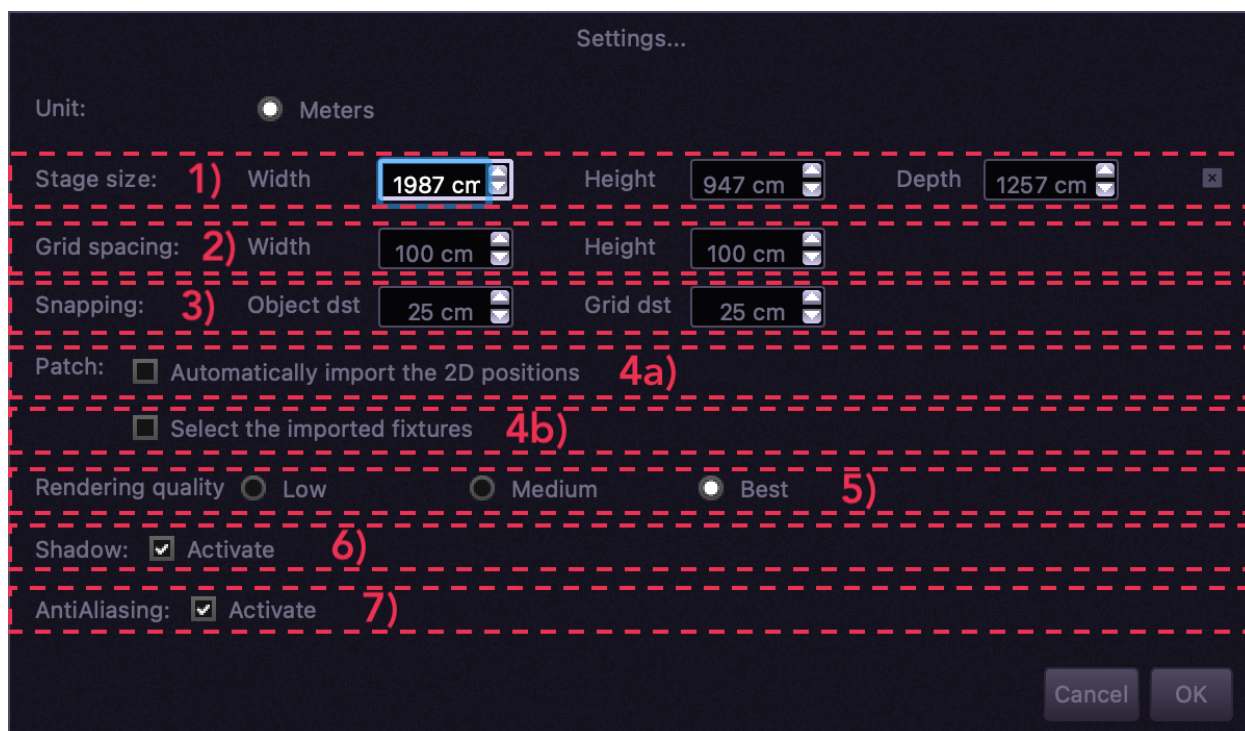 Settings...
Unit: Meters
Stage size: 1) Width 1987 cm Height 947 cm Depth 1257 cm
Grid spacing: 2) Width 100 cm Height 100 cm
Snapping: 3) Object dst 25 cm Grid dst 25 cm
Patch: Automatically import the 2D positions 4a)
Select the imported fixtures 4b)
Rendering quality Low Medium Best 5)
Shadow: Activate 6)
AntiAliasing: Activate 7)
Cancel OK